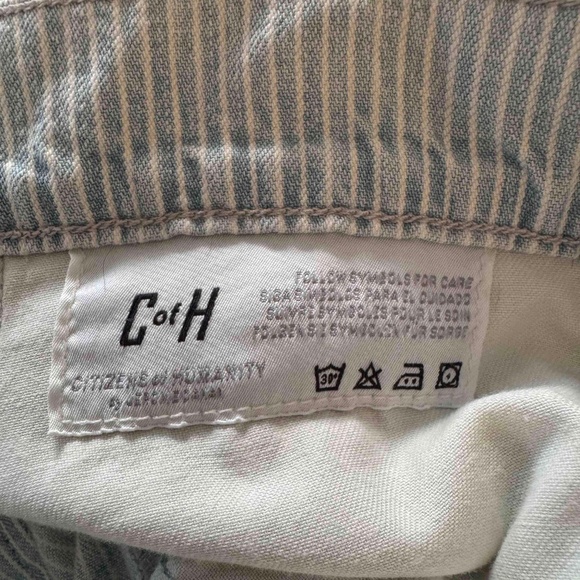 C of H
CITIZENS of HUMANITY
FOLLOW SYMBOLS FOR CARE
SIGA SIMBOLOS PARA EL CUIDADO
SUIVRE SYMBOLES POUR LE SOIN
FOLGEN SIE SYMBOLEN FUR SORGE
30°